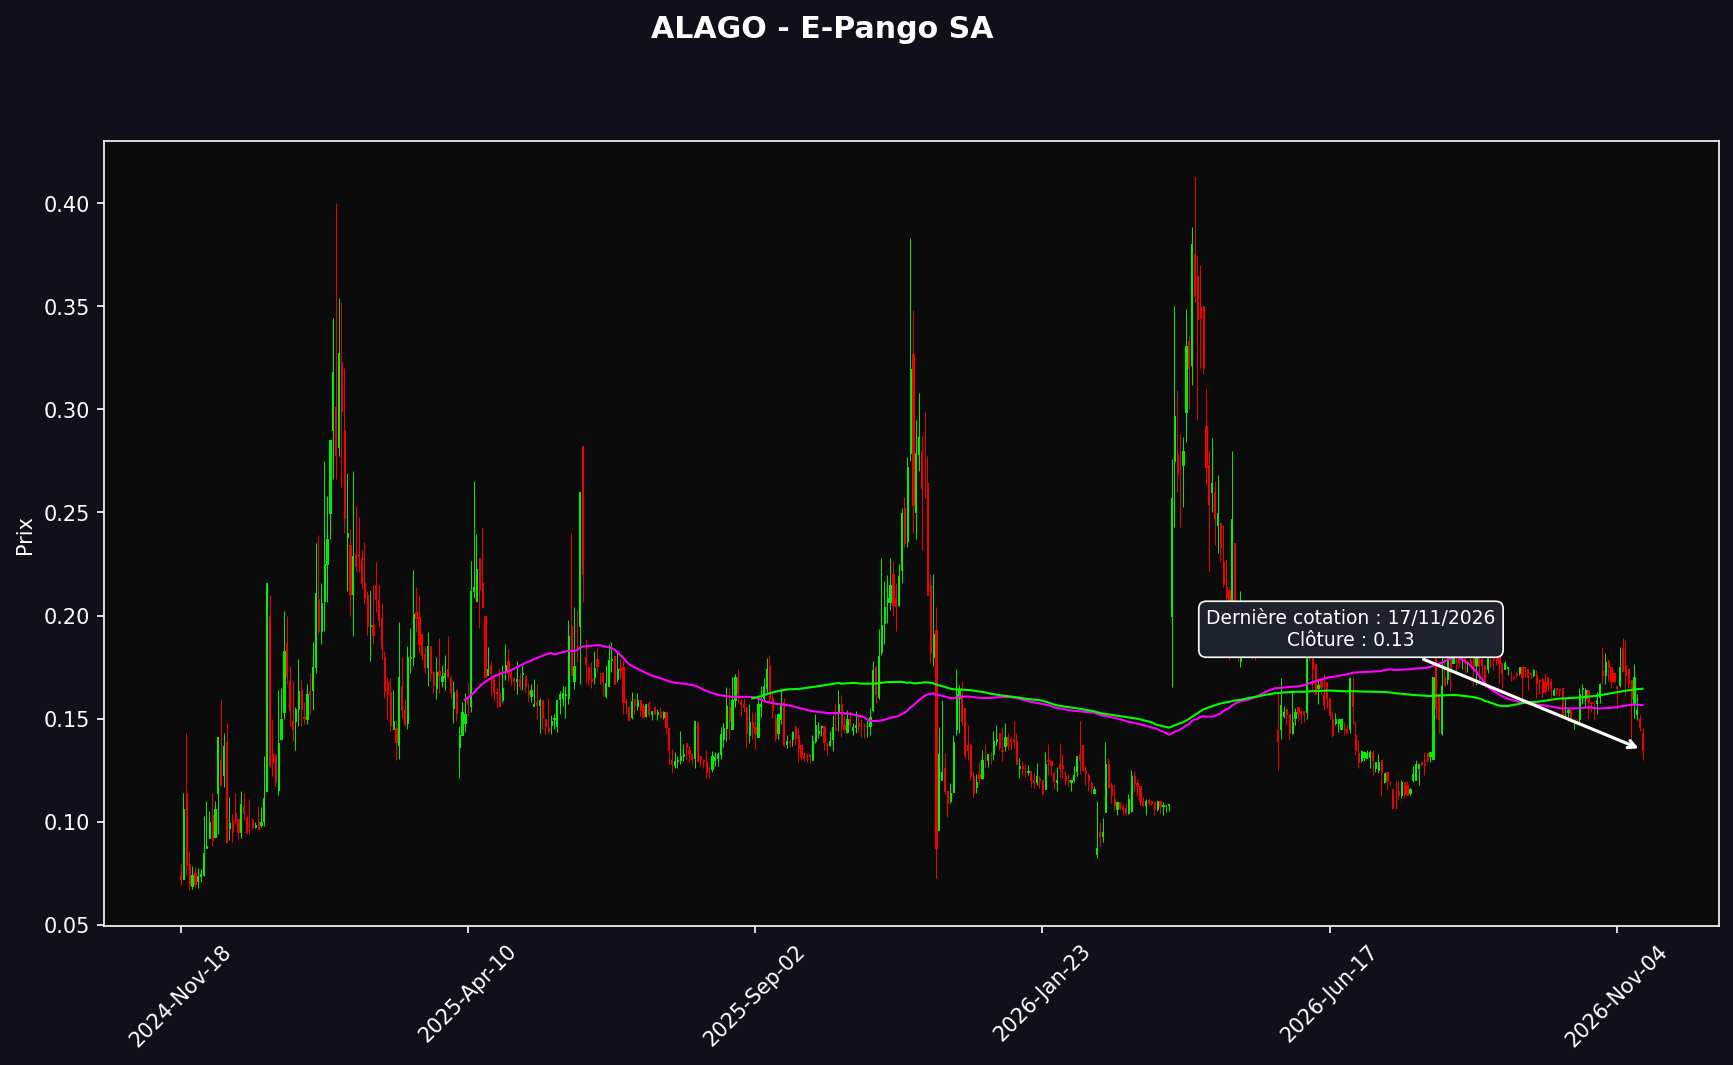 ALAGO - E-Pango SA
Prix
0.40
0.35
0.30
0.25
0.20
0.15
0.10
0.05
Dernière cotation : 17/11/2026
Clôture : 0.13
2024-Nov-18
2025-Apr-10
2025-Sep-02
2026-Jan-23
2026-Jun-17
2026-Nov-04